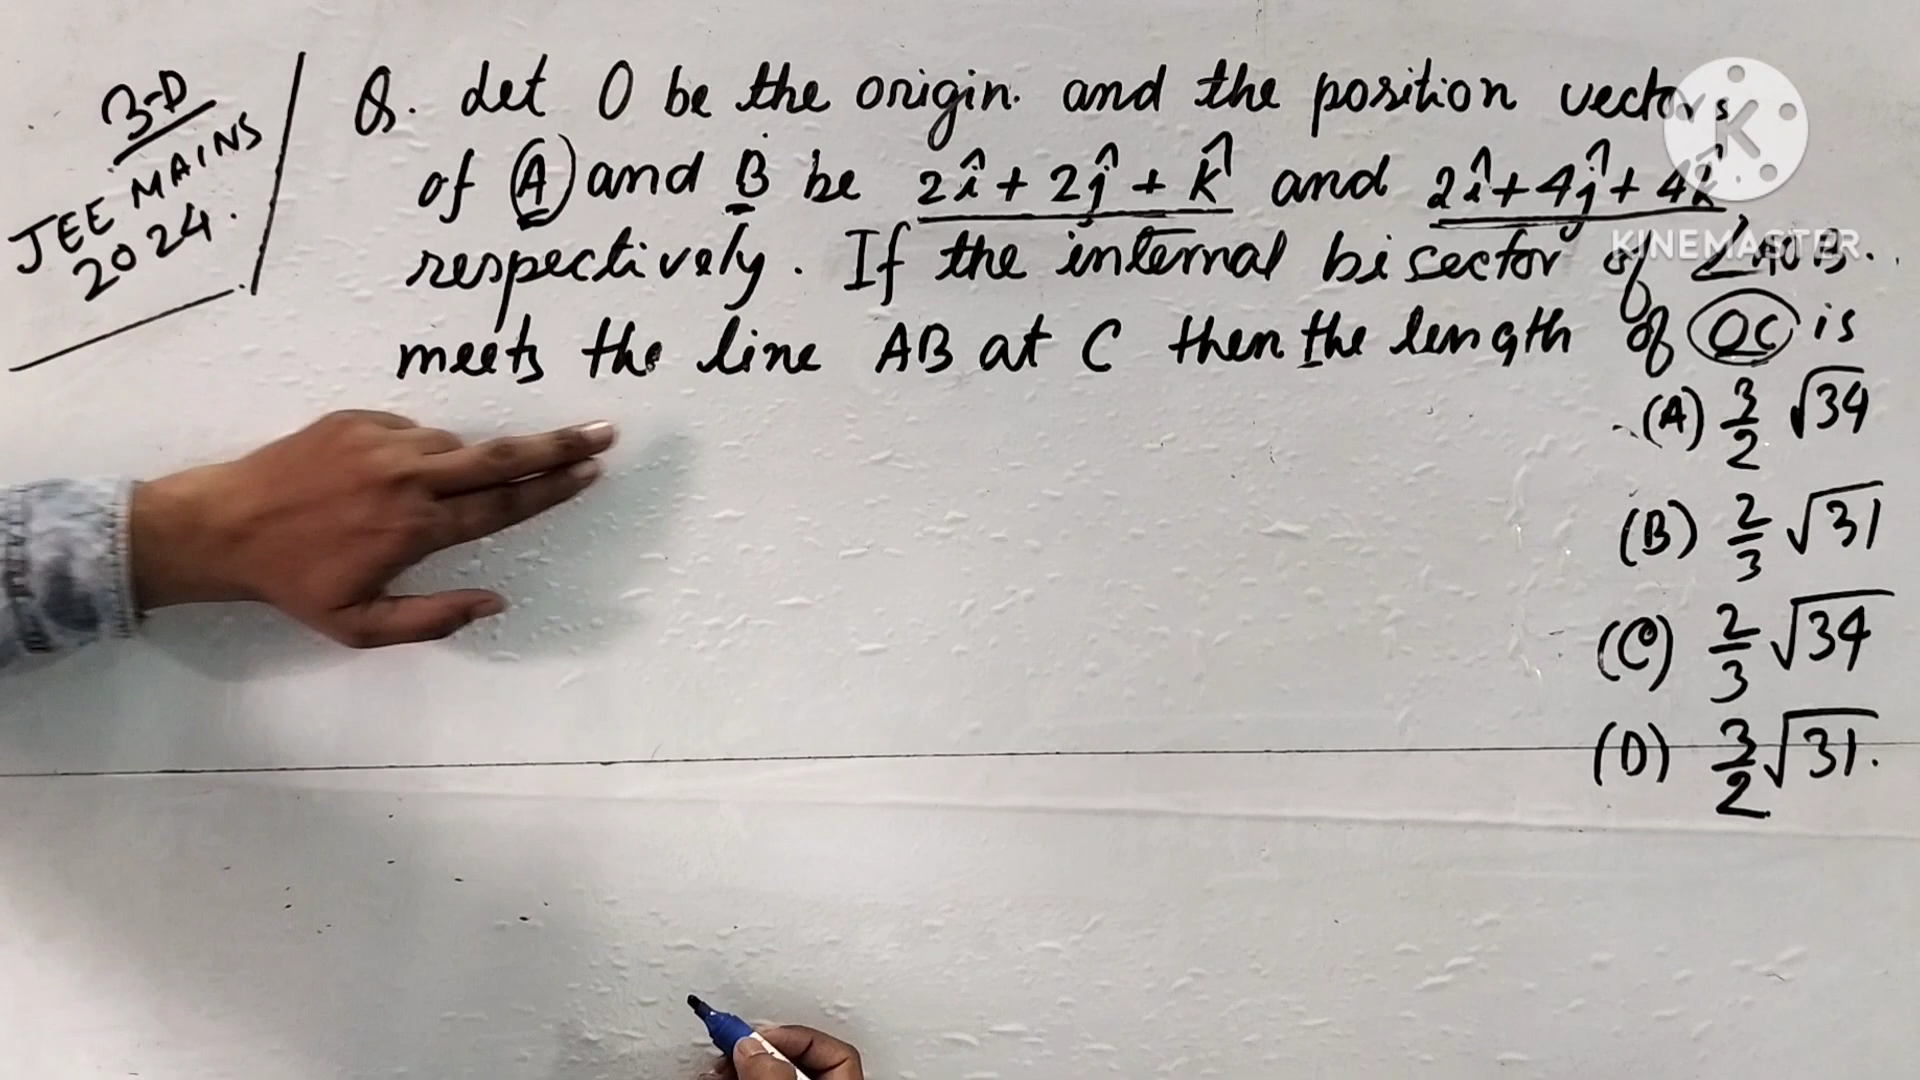 3-D
JEE MAINS
2024.
Q. Let O be the origin. and the position vectors
of A and B be 2î + 2ĵ + k̂ and 2î + 4ĵ + 4k̂
respectively. If the internal bisector of ∠AOB.
meets the line AB at C then the length of OC is
(A) 3/2 √34
(B) 2/3 √31
(C) 2/3 √34
(D) 3/2 √31.
K
KINEMASTER